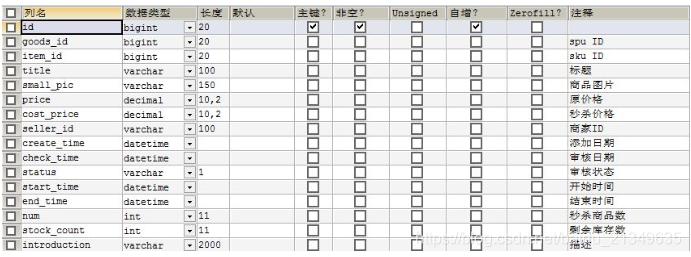 列名 数据类型 长度 默认 主键? 非空? Unsigned 自增? Zerofill? 注释
id bigint 20
goods_id bigint 20 spu ID
item_id bigint 20 sku ID
title varchar 100 标题
small_pic varchar 150 商品图片
price decimal 10,2 原价格
cost_price decimal 10,2 秒杀价格
seller_id varchar 100 商家ID
create_time datetime 添加日期
check_time datetime 审核日期
status varchar 1 审核状态
start_time datetime 开始时间
end_time datetime 结束时间
num int 11 秒杀商品数
stock_count int 11 剩余库存数
introduction varchar 2000 描述